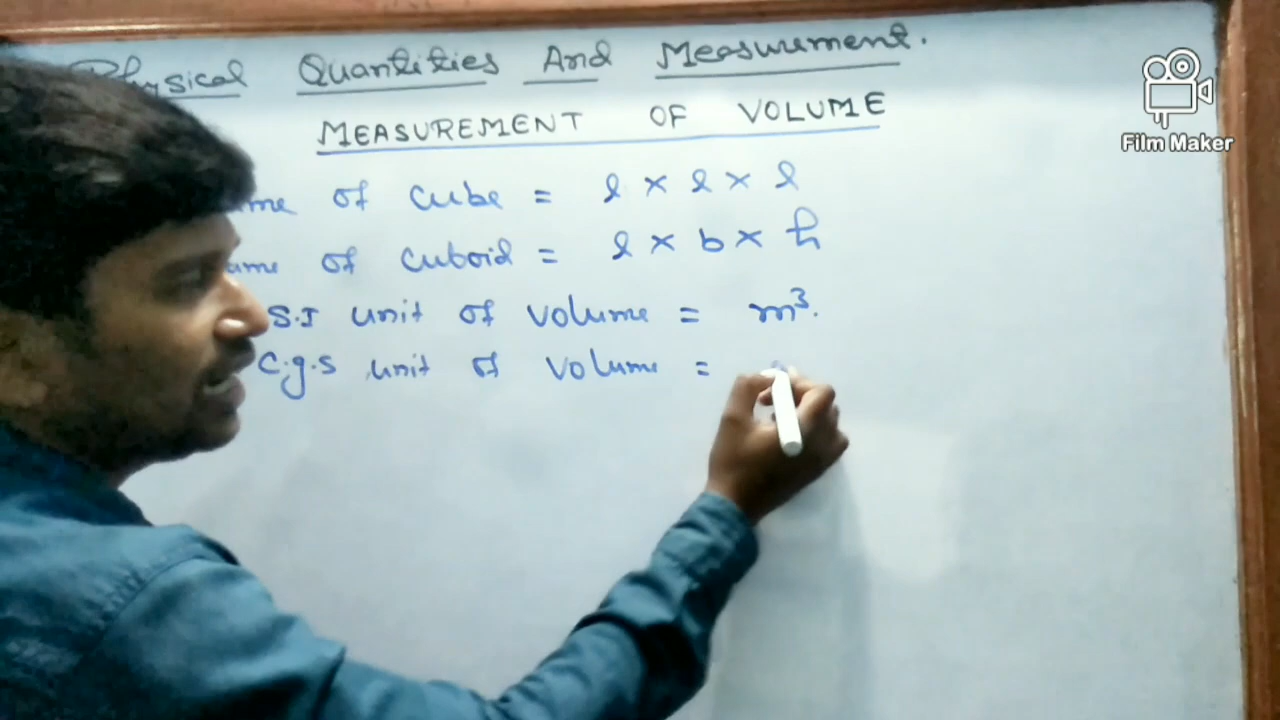 Physical Quantities And Measurement.
MEASUREMENT OF VOLUME
of cube = l × l × l
of cuboid = l × b × h
S.I unit of volume = m³.
C.g.s unit of volume =
Film Maker